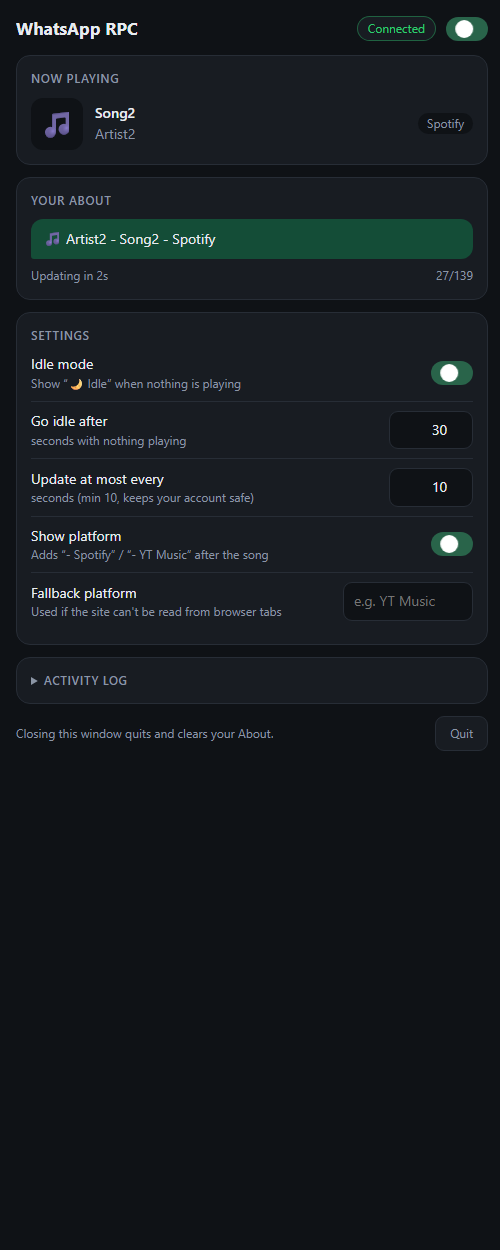 WhatsApp RPC
Connected
NOW PLAYING
Song2
Artist2
Spotify
YOUR ABOUT
🎵 Artist2 - Song2 - Spotify
Updating in 2s
27/139
SETTINGS
Idle mode
Show “🌙 Idle” when nothing is playing
Go idle after
seconds with nothing playing
30
Update at most every
seconds (min 10, keeps your account safe)
10
Show platform
Adds “- Spotify” / “- YT Music” after the song
Fallback platform
Used if the site can't be read from browser tabs
e.g. YT Music
ACTIVITY LOG
Closing this window quits and clears your About.
Quit